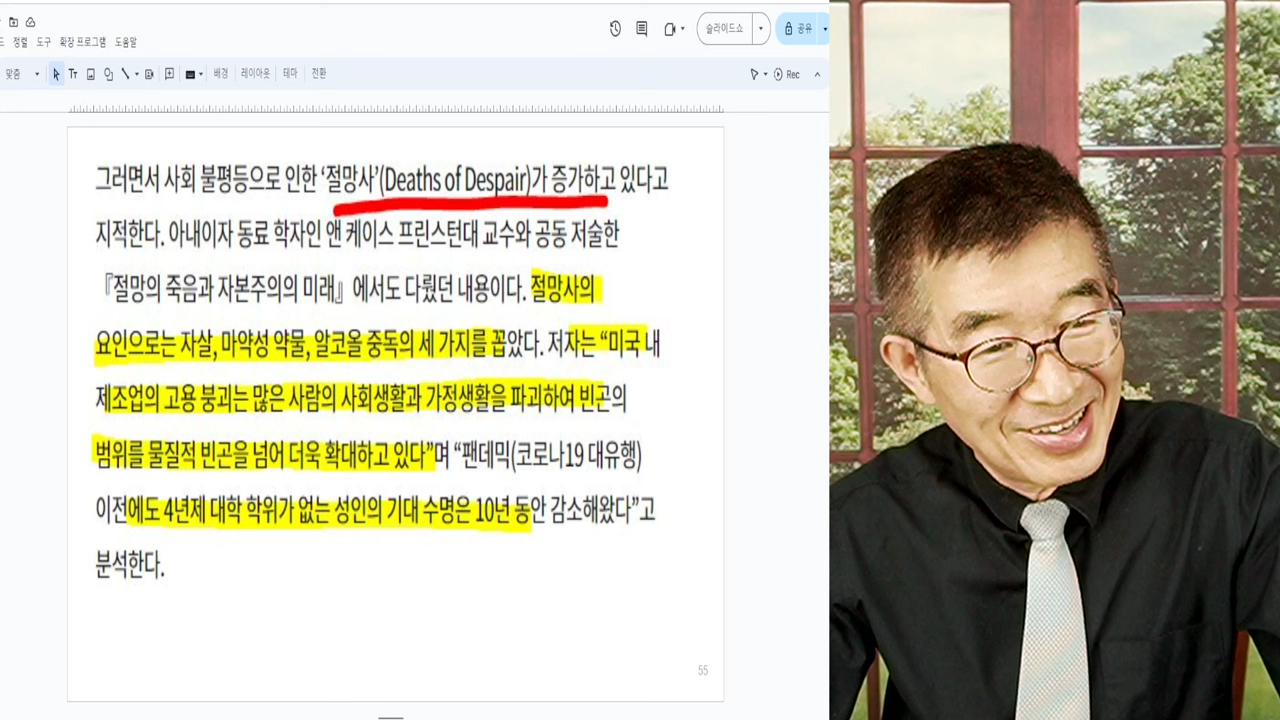 정렬 도구 확장 프로그램 도움말
슬라이드쇼
공유
맞춤
Tт
배경 레이아웃 테마 전환
Rec
그러면서 사회 불평등으로 인한 ‘절망사’(Deaths of Despair)가 증가하고 있다고
지적한다. 아내이자 동료 학자인 앤 케이스 프린스턴대 교수와 공동 저술한
『절망의 죽음과 자본주의의 미래』에서도 다뤘던 내용이다. 절망사의
요인으로는 자살, 마약성 약물, 알코올 중독의 세 가지를 꼽았다. 저자는 “미국 내
제조업의 고용 붕괴는 많은 사람의 사회생활과 가정생활을 파괴하여 빈곤의
범위를 물질적 빈곤을 넘어 더욱 확대하고 있다”며 “팬데믹(코로나19 대유행)
이전에도 4년제 대학 학위가 없는 성인의 기대 수명은 10년 동안 감소해왔다”고
분석한다.
55